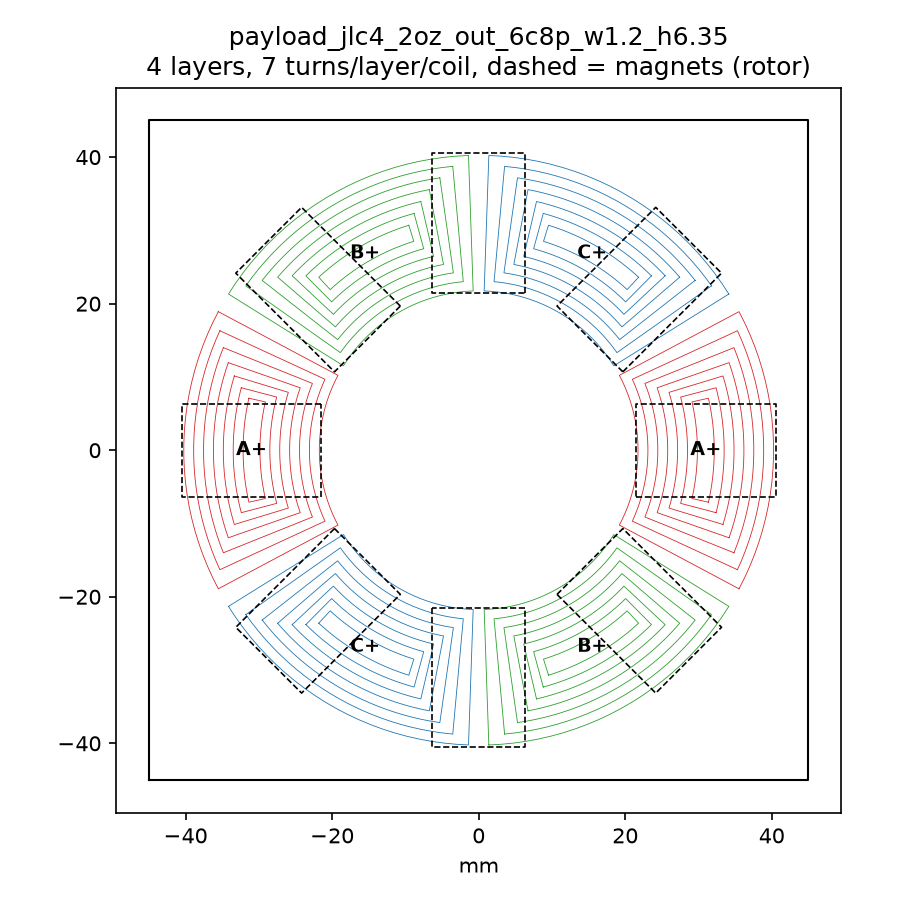 payload_jlc4_2oz_out_6c8p_w1.2_h6.35
4 layers, 7 turns/layer/coil, dashed = magnets (rotor)
40
20
0
−20
−40
B+
C+
A+
A+
C+
B+
−40
−20
0
20
40
mm